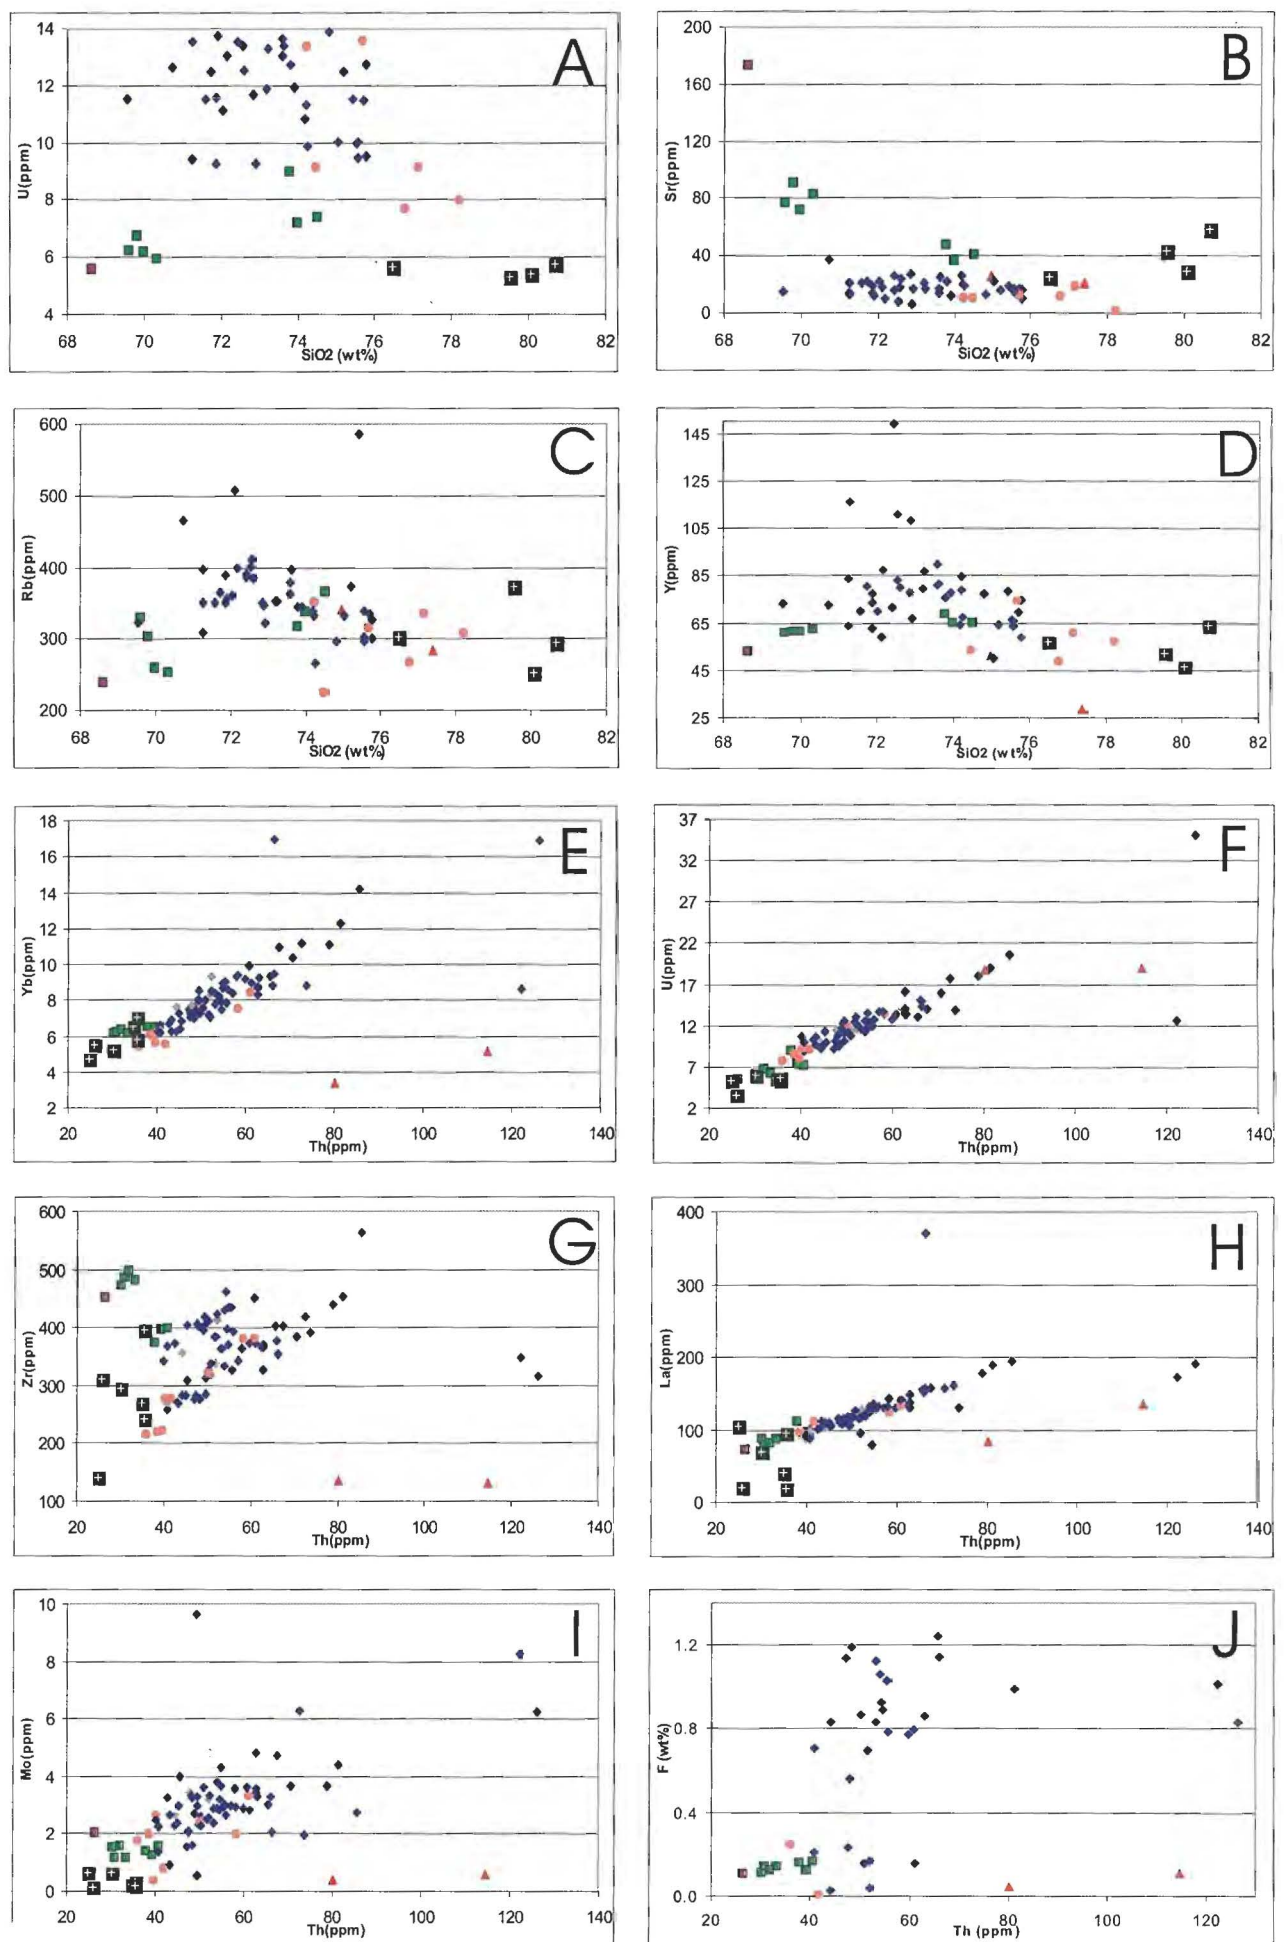 A
U(ppm)
14
12
10
8
6
4
68 70 72 74 76 78 80 82
SiO2 (wt%)
B
Sr(ppm)
200
160
120
80
40
0
68 70 72 74 76 78 80 82
SiO2 (wt%)
C
Rb(ppm)
600
500
400
300
200
68 70 72 74 76 78 80 82
SiO2 (wt%)
D
Y(ppm)
145
125
105
85
65
45
25
68 70 72 74 76 78 80 82
SiO2 (wt%)
E
Yb(ppm)
18
16
14
12
10
8
6
4
2
20 40 60 80 100 120 140
Th(ppm)
F
U(ppm)
37
32
27
22
17
12
7
2
20 40 60 80 100 120 140
Th(ppm)
G
Zr(ppm)
600
500
400
300
200
100
20 40 60 80 100 120 140
Th(ppm)
H
La(ppm)
400
300
200
100
0
20 40 60 80 100 120 140
Th(ppm)
I
Mo(ppm)
10
8
6
4
2
0
20 40 60 80 100 120 140
Th(ppm)
J
F (wt%)
1.2
0.8
0.4
0.0
20 40 60 80 100 120
Th (ppm)